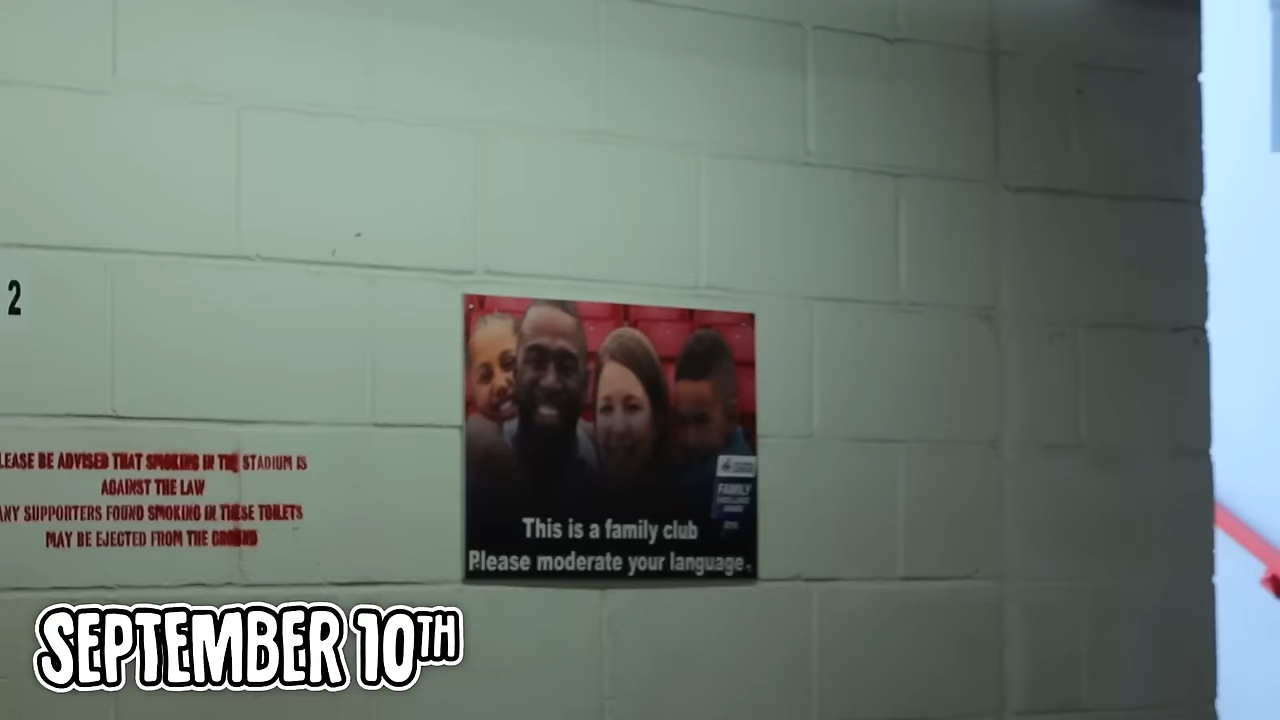 2
LEASE BE ADVISED THAT SMOKING IN THE STADIUM IS
AGAINST THE LAW
ANY SUPPORTERS FOUND SMOKING IN THESE TOILETS
MAY BE EJECTED FROM THE GROUND
FAMILY
This is a family club
Please moderate your language.
SEPTEMBER 10TH